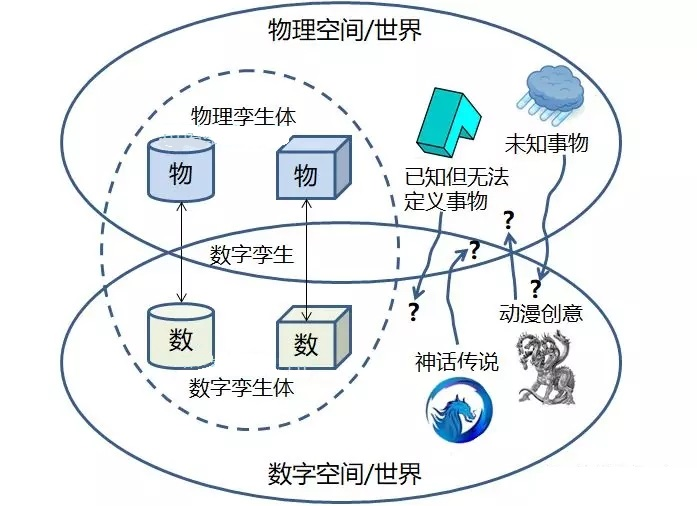 物理空间/世界
物理孪生体
未知事物
物
物
已知但无法
定义事物
?
数字孪生
?
?
?
数
数
动漫创意
神话传说
数字孪生体
数字空间/世界